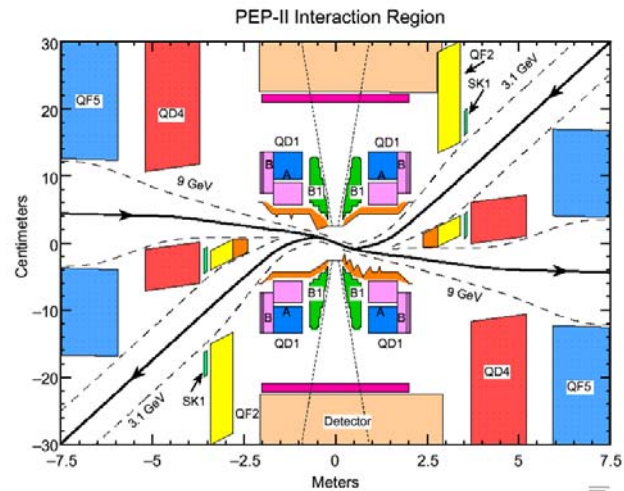 PEP-II Interaction Region
30
20
10
0
−10
−20
−30
Centimeters
−7.5
−5
−2.5
0
2.5
5
7.5
Meters
QF5
QD4
QF2
SK1
3.1 GeV
QD1
QD1
B
A
B1
B1
A
B
9 GeV
9 GeV
B
A
B1
B1
A
B
QD1
QD1
SK1
3.1 GeV
QF2
Detector
QD4
QF5